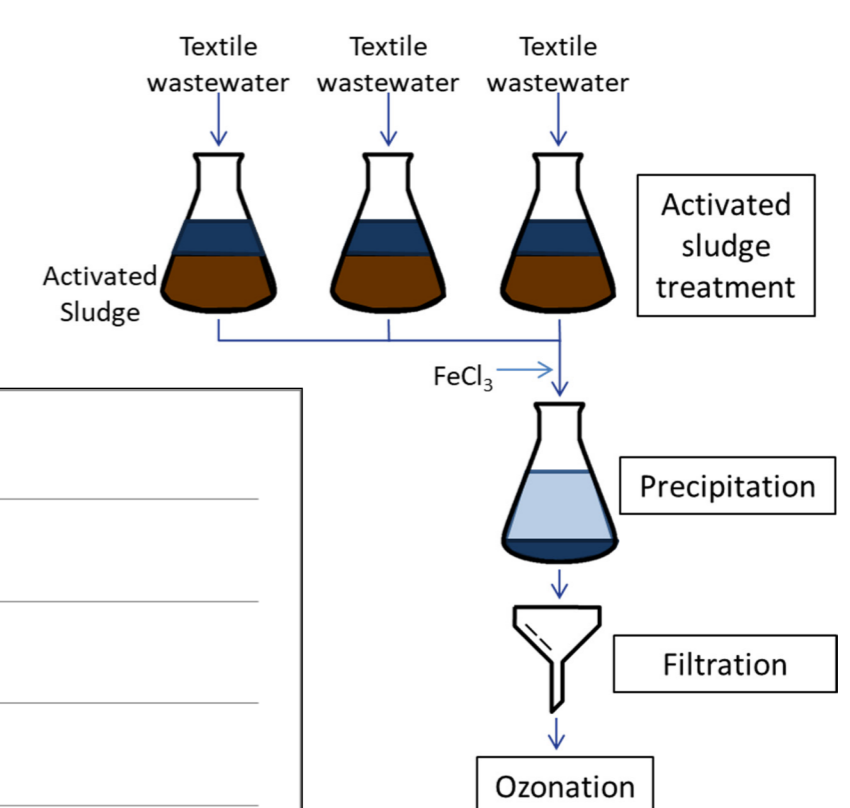 Textile
wastewater
Textile
wastewater
Textile
wastewater
Activated
sludge
treatment
Activated
Sludge
FeCl₃
Precipitation
Filtration
Ozonation